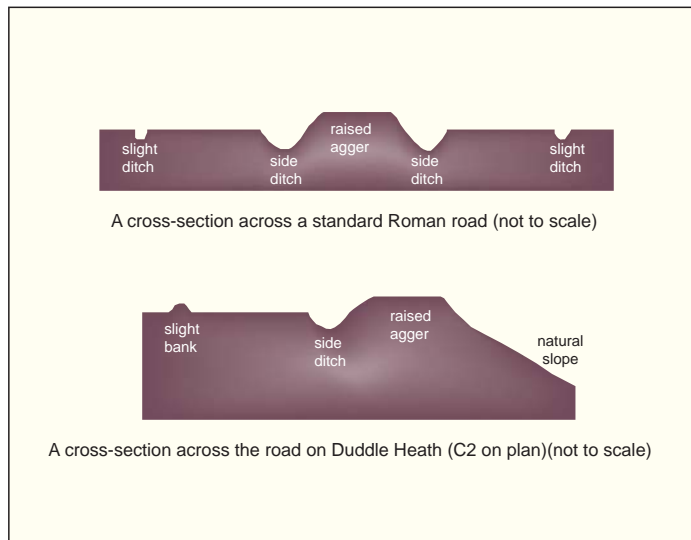 slight
ditch
side
ditch
raised
agger
side
ditch
slight
ditch
A cross-section across a standard Roman road (not to scale)
slight
bank
side
ditch
raised
agger
natural
slope
A cross-section across the road on Duddle Heath (C2 on plan)(not to scale)